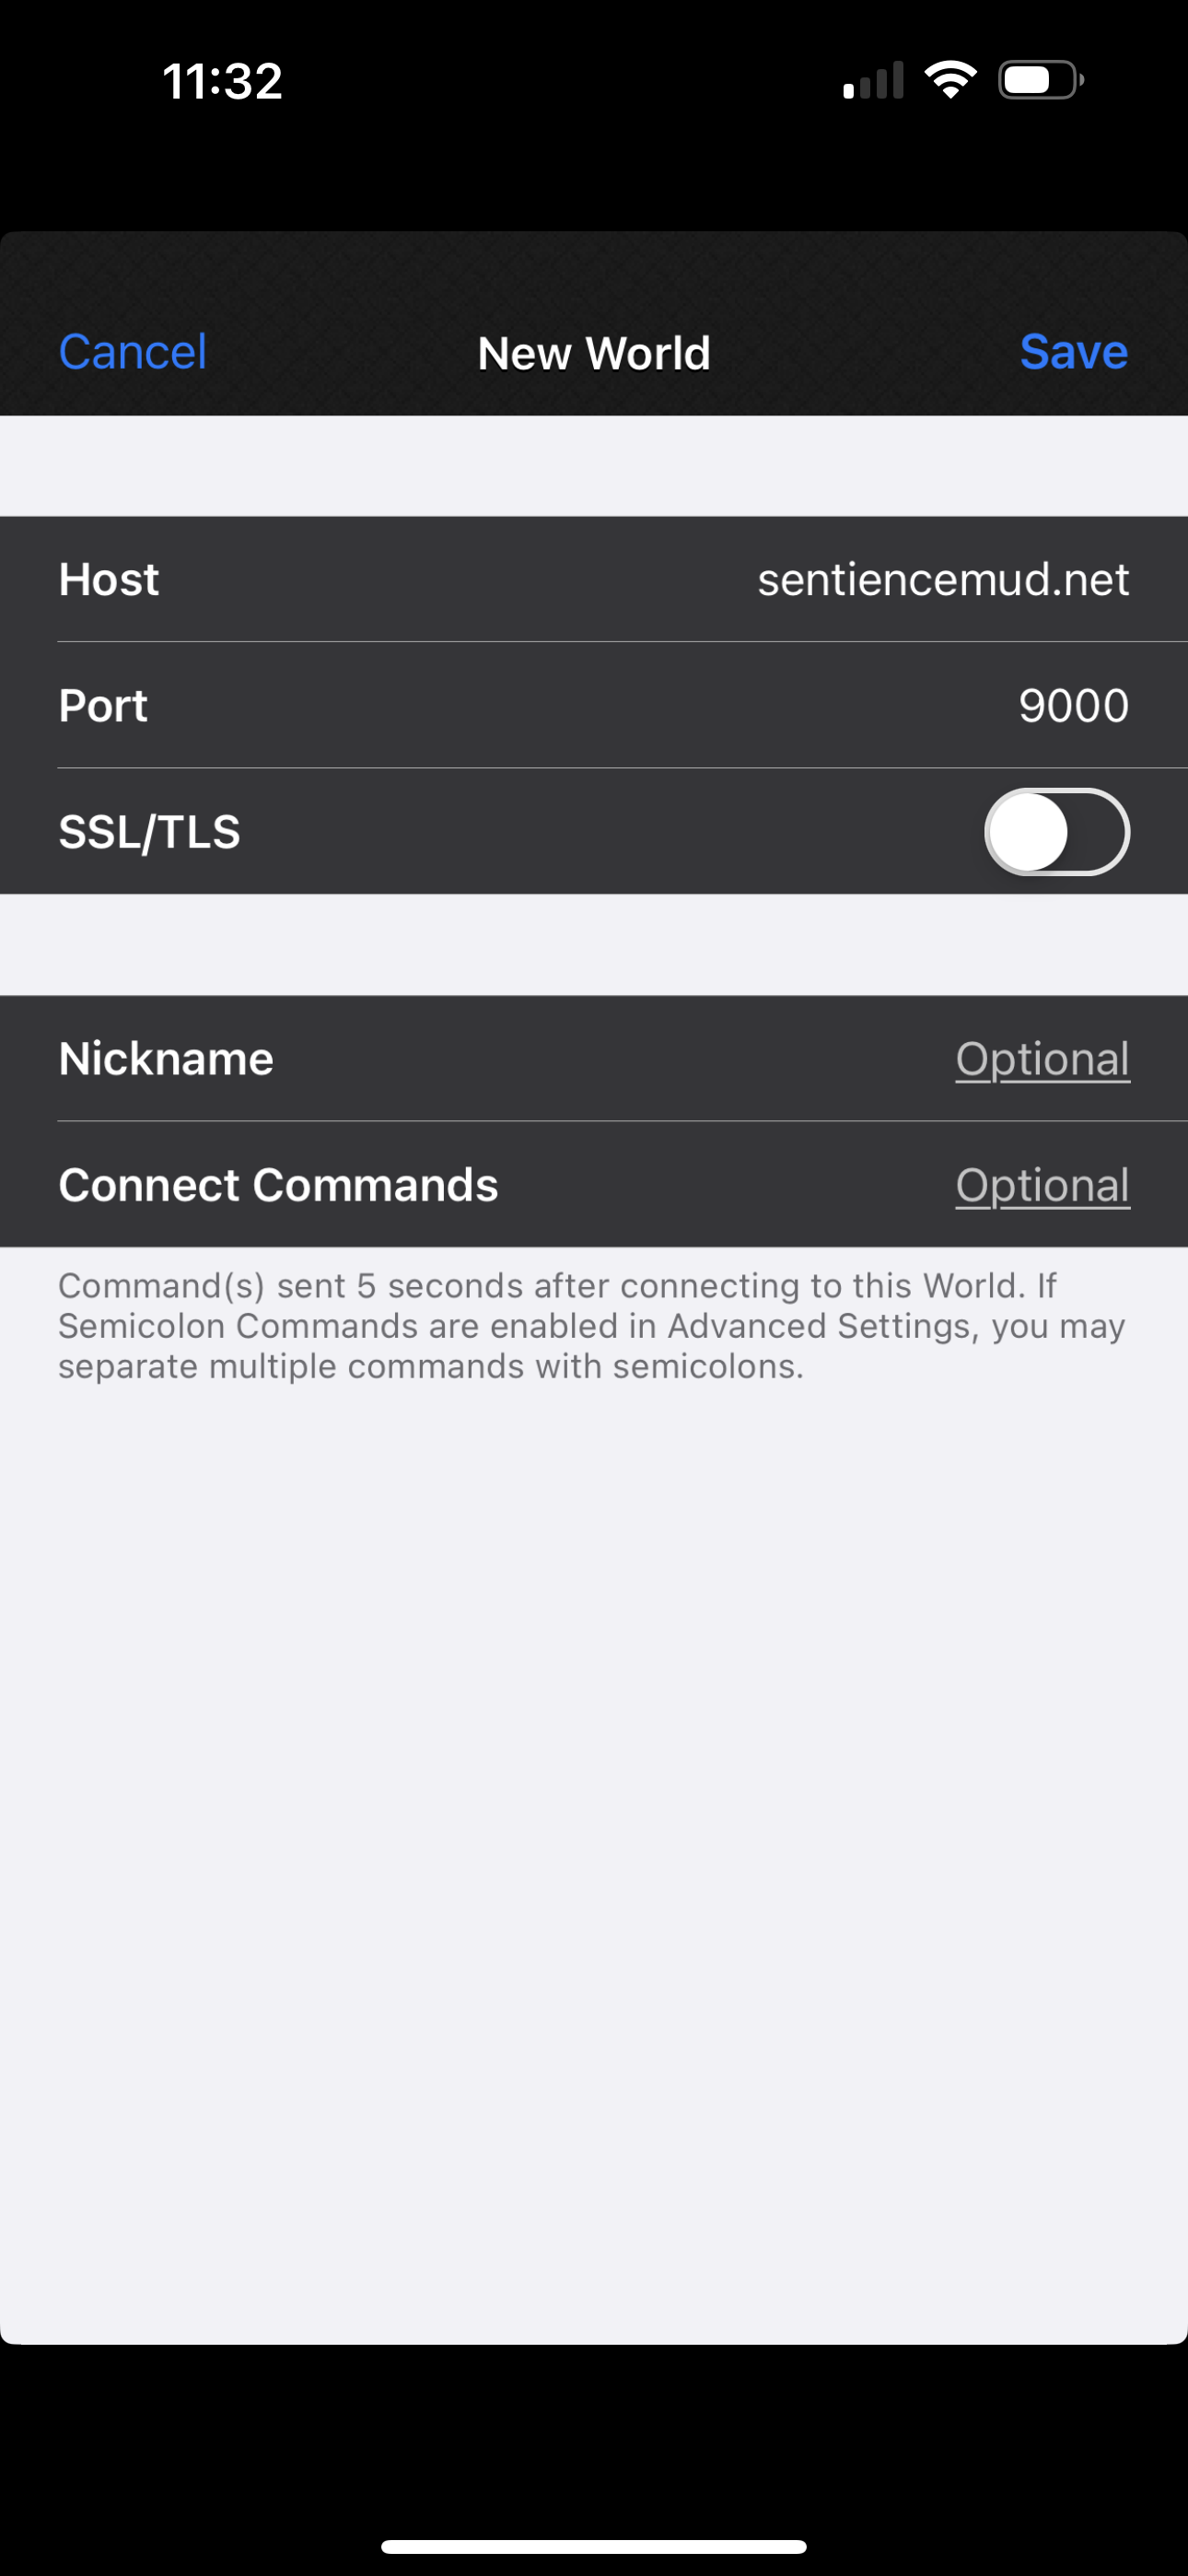 11:32
Cancel
New World
Save
Host
sentiencemud.net
Port
9000
SSL/TLS
Nickname
Optional
Connect Commands
Optional
Command(s) sent 5 seconds after connecting to this World. If
Semicolon Commands are enabled in Advanced Settings, you may
separate multiple commands with semicolons.